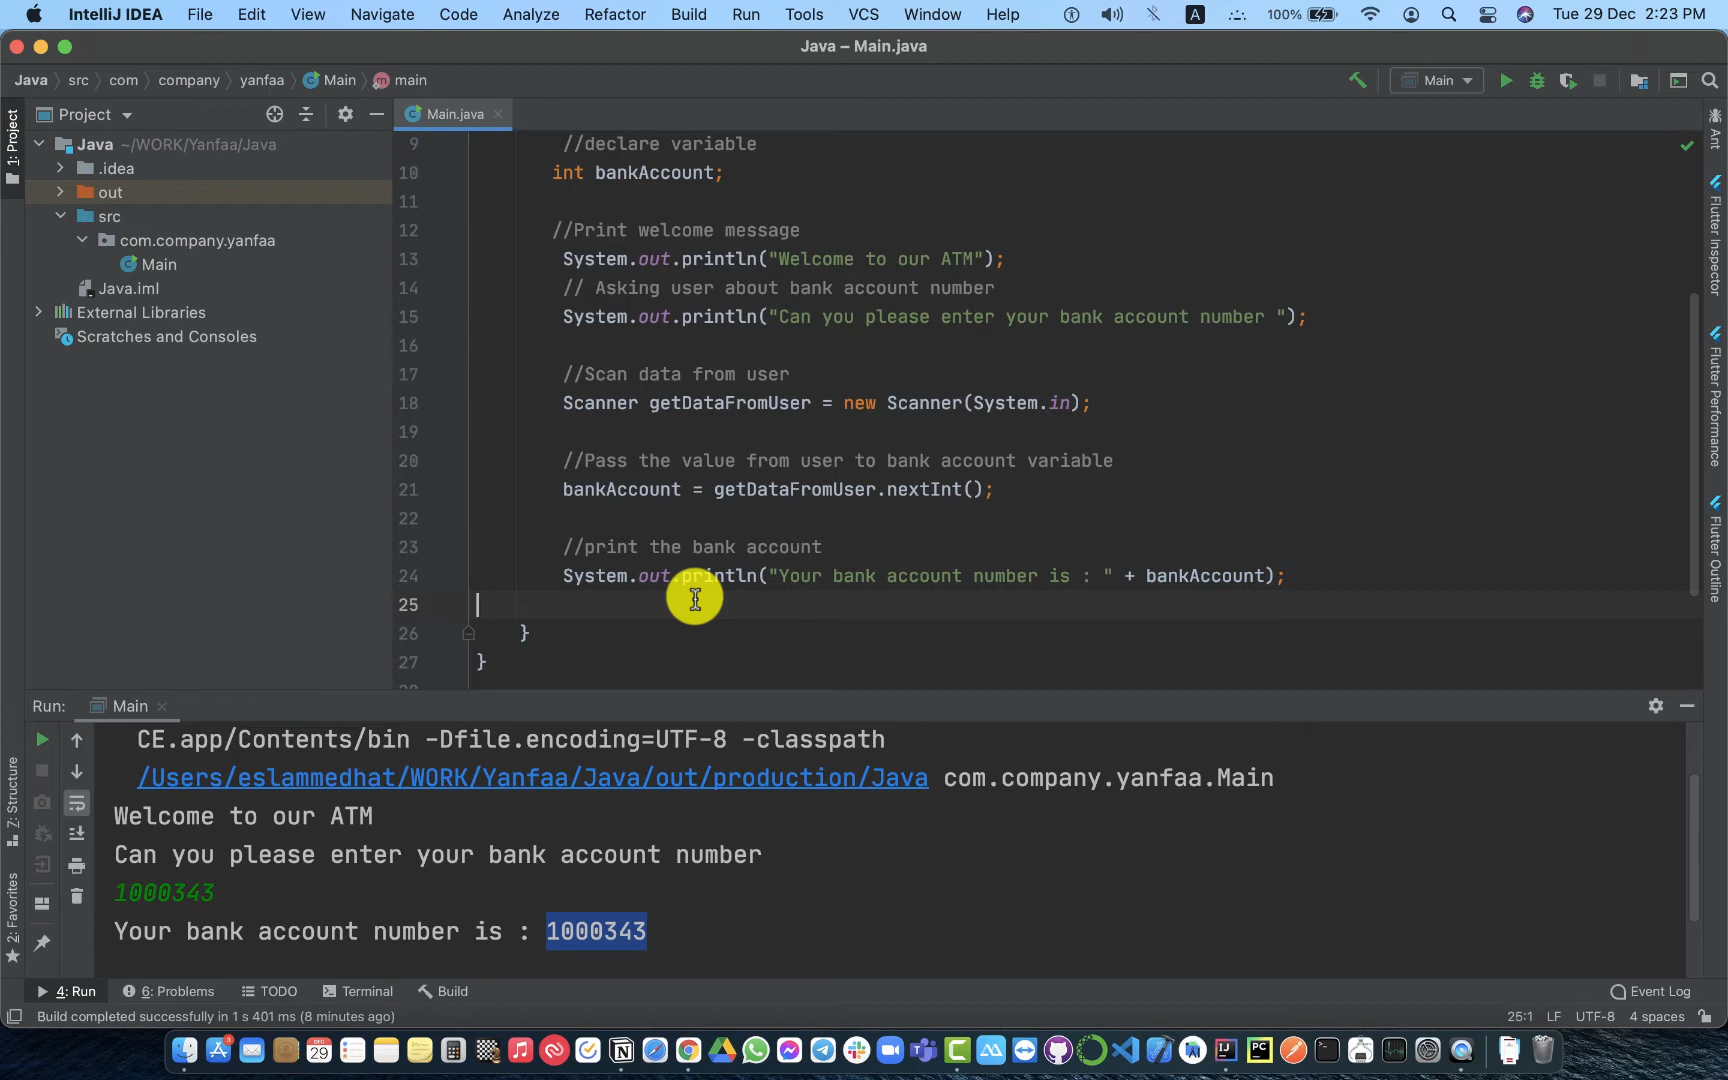 IntelliJ IDEA File Edit View Navigate Code Analyze Refactor Build Run Tools VCS Window Help A 100% Tue 29 Dec 2:23 PM
Java – Main.java
Java src com company yanfaa Main main
Main
Project
Main.java
Java ~/WORK/Yanfaa/Java
.idea
out
src
com.company.yanfaa
Main
Java.iml
External Libraries
Scratches and Consoles
1: Project
Z: Structure
2: Favorites
9 //declare variable
10 int bankAccount;
11
12 //Print welcome message
13 System.out.println("Welcome to our ATM");
14 // Asking user about bank account number
15 System.out.println("Can you please enter your bank account number ");
16
17 //Scan data from user
18 Scanner getDataFromUser = new Scanner(System.in);
19
20 //Pass the value from user to bank account variable
21 bankAccount = getDataFromUser.nextInt();
22
23 //print the bank account
24 System.out.println("Your bank account number is : " + bankAccount);
25
26 }
27 }
Ant
Flutter Inspector
Flutter Performance
Flutter Outline
Run: Main
CE.app/Contents/bin -Dfile.encoding=UTF-8 -classpath
/Users/eslammedhat/WORK/Yanfaa/Java/out/production/Java com.company.yanfaa.Main
Welcome to our ATM
Can you please enter your bank account number
1000343
Your bank account number is : 1000343
4: Run 6: Problems TODO Terminal Build Event Log
Build completed successfully in 1 s 401 ms (8 minutes ago) 25:1 LF UTF-8 4 spaces